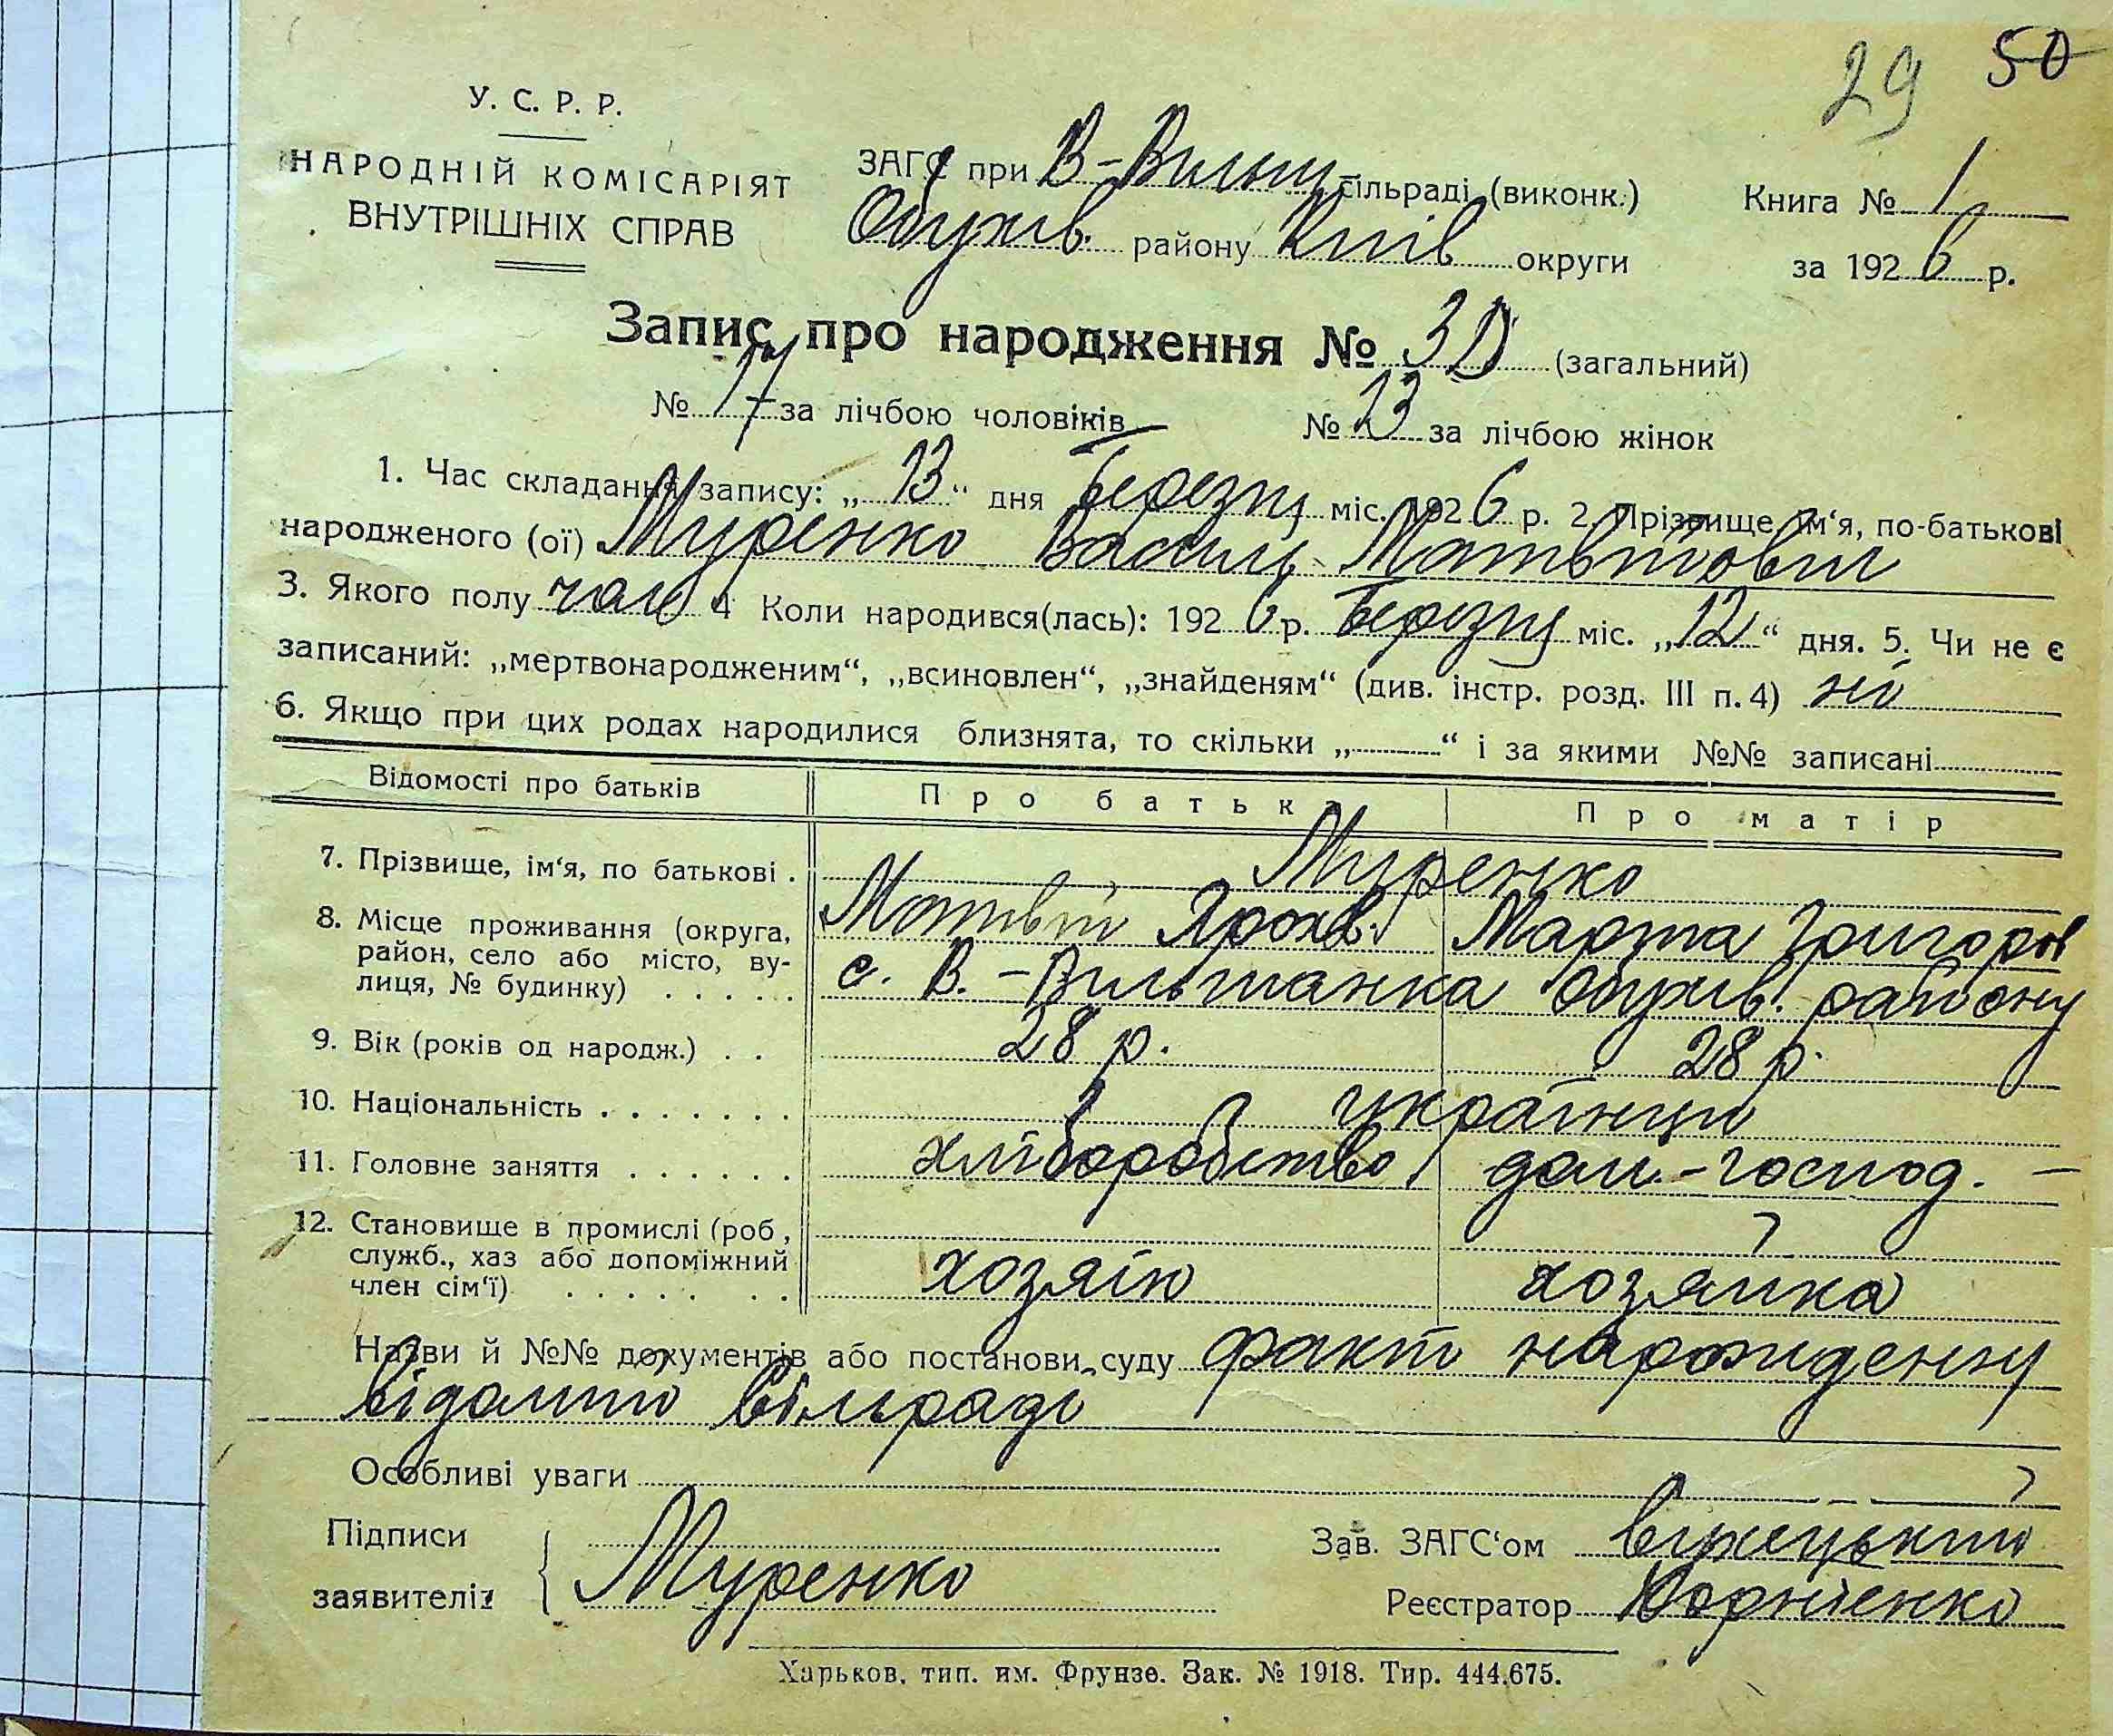 29 50
У. С. Р. Р.
НАРОДНІЙ КОМІСАРІЯТ
ВНУТРІШНІХ СПРАВ
ЗАГС при В-Вильш сільраді (виконк.)
Обухів. району Київ округи
Книга № 1
за 1926 р.
Запис про народження № 30 (загальний)
№ 17 за лічбою чоловіків № 13 за лічбою жінок
1. Час складання запису: „13“ дня Березня міс. 1926 р. 2. Прізвище, ім‘я, по-батькові
народженого (ої) Муренко Василь Матвійович
3. Якого полу чол 4 Коли народився(лась): 1926 р. Березня міс. „12“ дня. 5. Чи не є
записаний: „мертвонародженим“, „всиновлен“, „знайденям“ (див. інстр. розд. III п. 4) ні
6. Якщо при цих родах народилися близнята, то скільки „ “ і за якими №№ записані
Відомості про батьків Про батька Про матір
7. Прізвище, ім‘я, по батькові . Муренко
Матвій Марта Григоров
8. Місце проживання (округа,
район, село або місто, ву-
лиця, № будинку) . . . . . с. В.-Вильшанка Обухів. району
9. Вік (років од народж.) . . 28 р. 28 р.
10. Національність . . . . . . . українці
11. Головне заняття . . . . . . хліборобство дом.-господ. —
12. Становище в промислі (роб,
служб., хаз або допоміжний
член сім‘ї) . . . . . . . хозяїн хозяйка
Назви й №№ документів або постанови суду факт нарождення
відомий сільраді
Особливі уваги
Підписи
заявителів Муренко
Зав. ЗАГС‘ом
Реєстратор Корнієнко
Харьков, тип. им. Фрунзе. Зак. № 1918. Тир. 444.675.